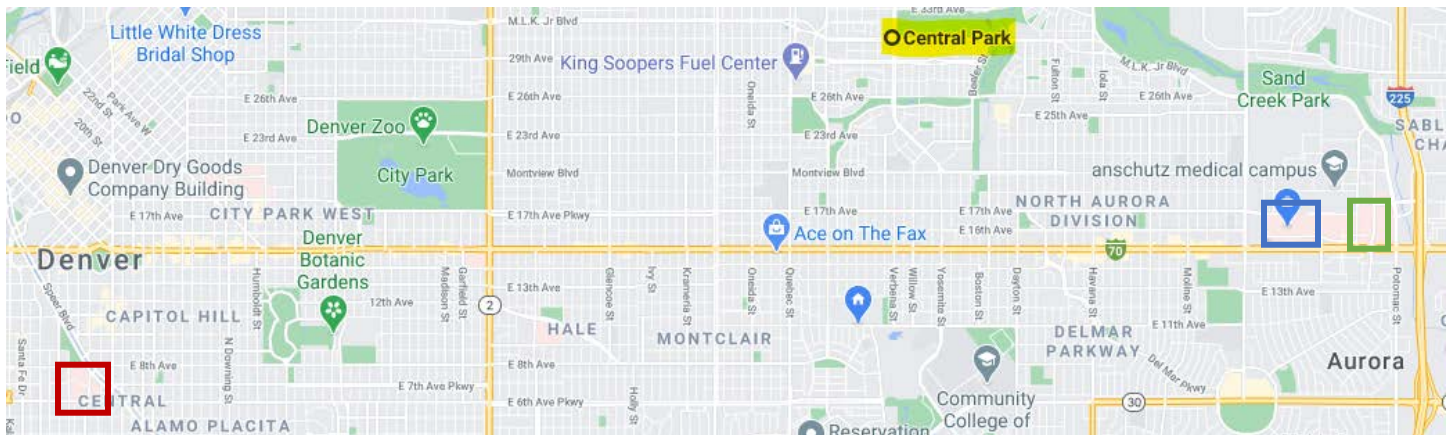 M.L.K. Jr Blvd
E 33rd Ave
Little White Dress
Bridal Shop
Central Park
Field
29th Ave
King Soopers Fuel Center
M.L.K. Jr Blvd
Beeler St
Fulton St
Iola St
Sand
Creek Park
22nd St
Park Ave W
E 26th Ave
E 26th Ave
Oneida St
E 26th Ave
E 26th Ave
225
20th St
E 25th Ave
Denver Zoo
E 23rd Ave
E 23rd Ave
E 23rd Ave
SABL
CHA
Denver Dry Goods
Company Building
City Park
Montview Blvd
Montview Blvd
anschutz medical campus
E 17th Ave
CITY PARK WEST
E 17th Ave Pkwy
E 17th Ave
E 17th Ave
NORTH AURORA
DIVISION
E 16th Ave
Ace on The Fax
Denver
Denver
Botanic
Gardens
70
Speer Blvd
Humboldt St
Madison St
Garfield St
Glencoe St
Ivy St
Krameria St
Oneida St
Quebec St
Verbena St
Willow St
Yosemite St
Boston St
Dayton St
Havana St
Moline St
Potomac St
12th Ave
2
E 13th Ave
E 13th Ave
CAPITOL HILL
HALE
MONTCLAIR
DELMAR
PARKWAY
E 11th Ave
Santa Fe Dr
N Downing St
E 8th Ave
E 8th Ave
Del Mar Pkwy
Aurora
E 7th Ave Pkwy
CENTRAL
E 6th Ave Pkwy
Holly St
Community
College of
30
ALAMO PLACITA
Reservation